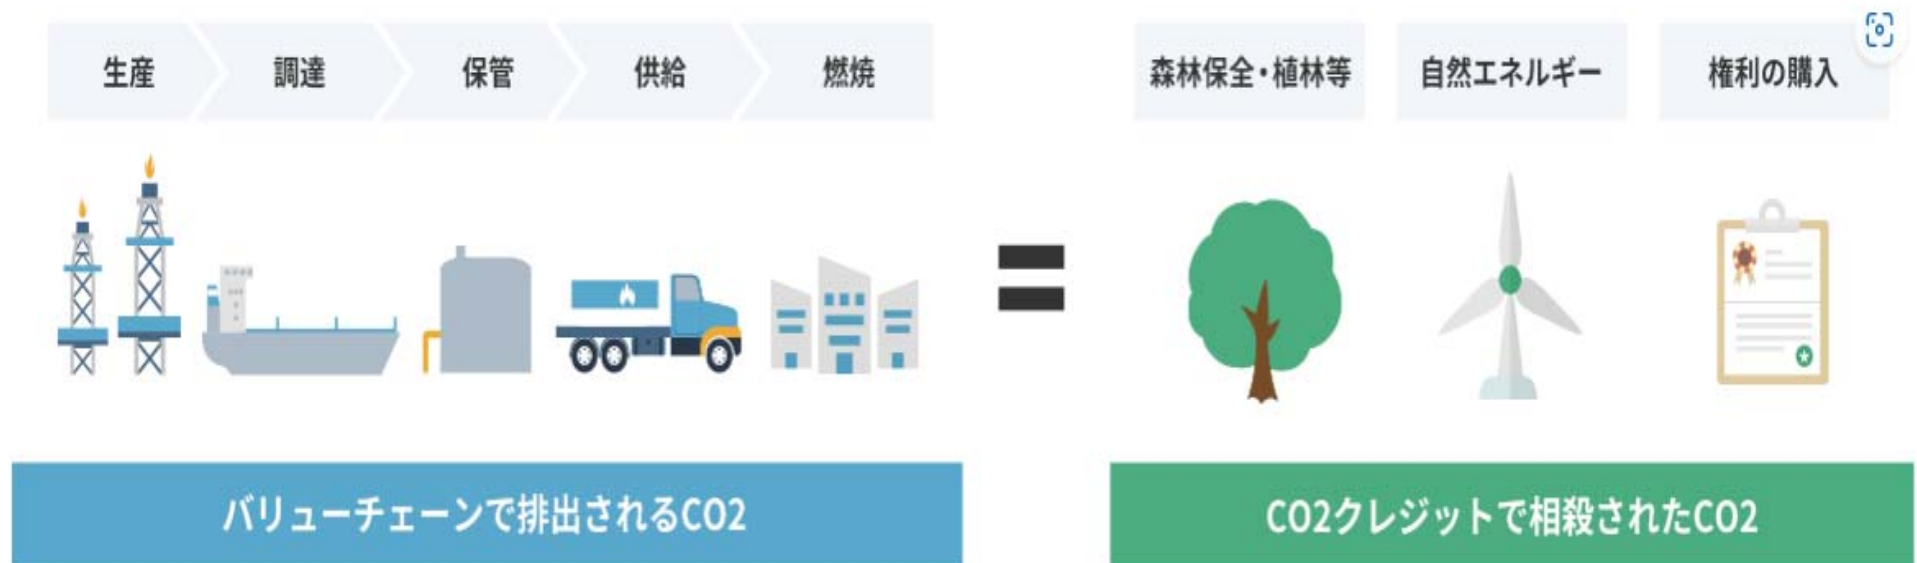 生産
調達
保管
供給
燃焼
森林保全・植林等
自然エネルギー
権利の購入
バリューチェーンで排出されるCO2
CO2クレジットで相殺されたCO2